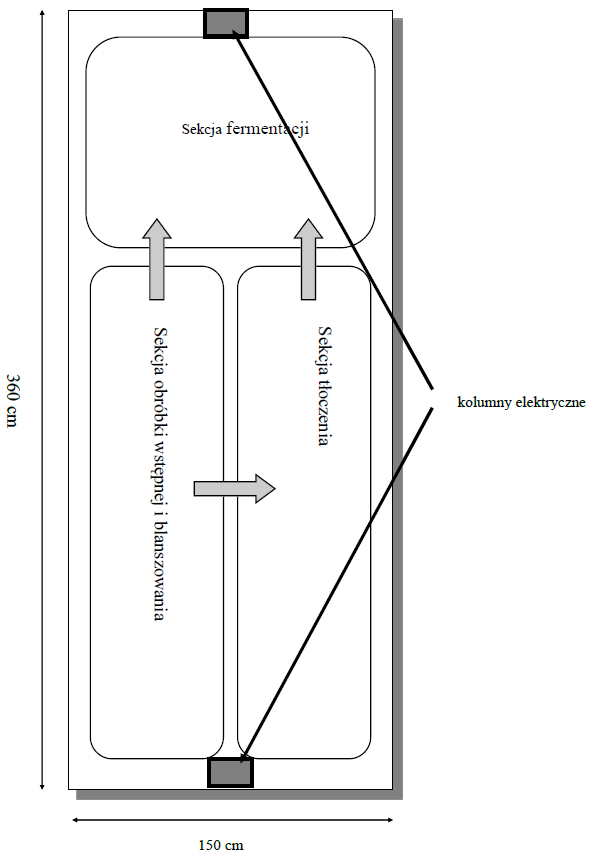 Sekcja fermentacji
Sekcja obróbki wstępnej i blanszowania
Sekcja tłoczenia
360 cm
kolumny elektryczne
150 cm